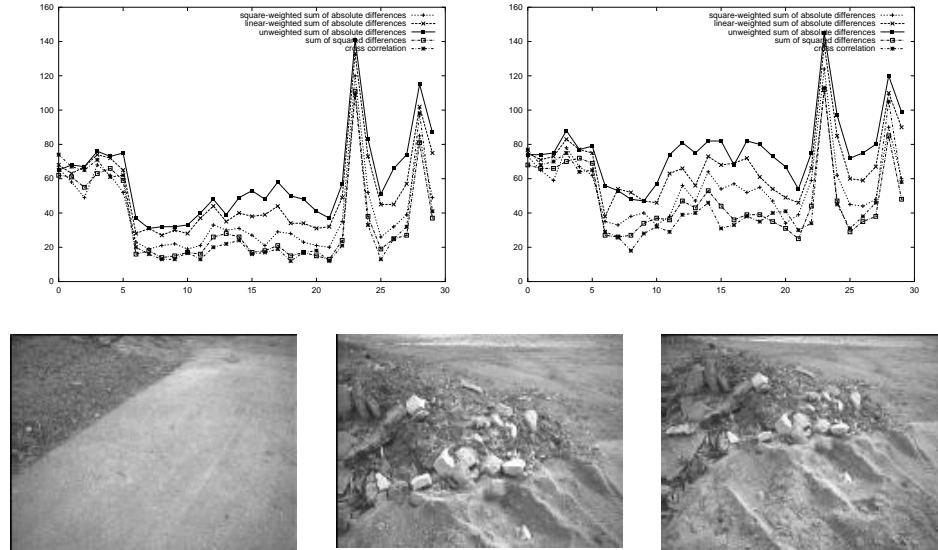 160
140
120
100
80
60
40
20
0
0 5 10 15 20 25 30
square-weighted sum of absolute differences
linear-weighted sum of absolute differences
unweighted sum of absolute differences
sum of squared differences
cross correlation
160
140
120
100
80
60
40
20
0
0 5 10 15 20 25 30
square-weighted sum of absolute differences
linear-weighted sum of absolute differences
unweighted sum of absolute differences
sum of squared differences
cross correlation